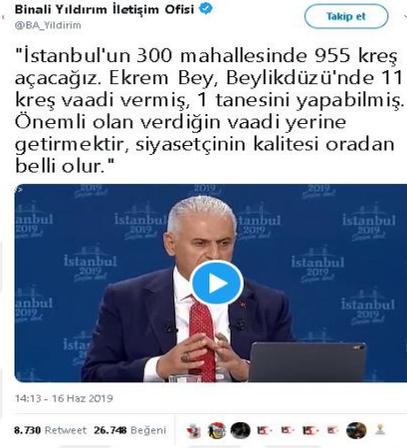 Binali Yıldırım İletişim Ofisi
Takip et
@BA_Yildirim
"İstanbul'un 300 mahallesinde 955 kreş
açacağız. Ekrem Bey, Beylikdüzü'nde 11
kreş vaadi vermiş, 1 tanesini yapabilmiş.
Önemli olan verdiğin vaadi yerine
getirmektir, siyasetçinin kalitesi oradan
belli olur."
2019
İstanbul
2019
İstanbul
2019
İstanbul
2019
14:13 - 16 Haz 2019
8.730 Retweet 26.748 Beğeni